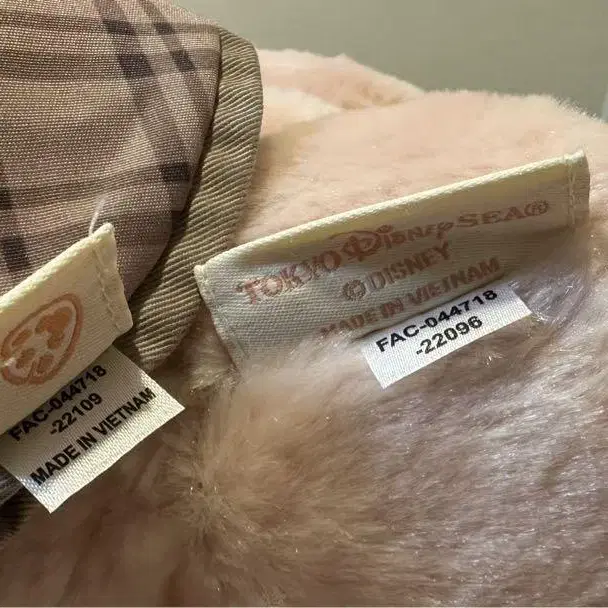 TOKYO DISNEYSEA®
© DISNEY
MADE IN VIETNAM
FAC-044718
-22096
FAC-044718
-22109
MADE IN VIETNAM